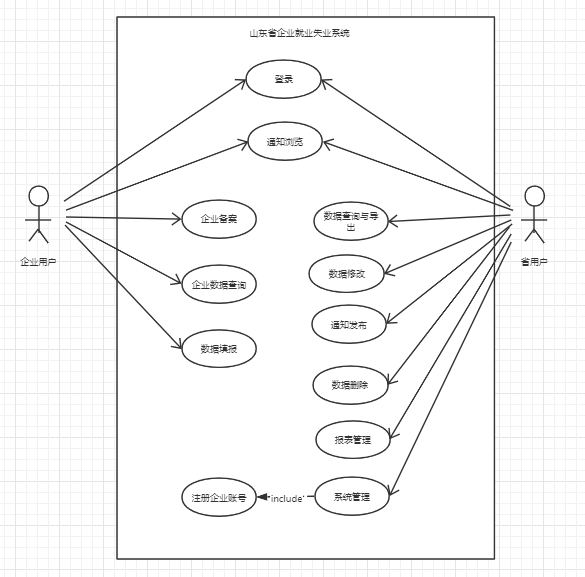 山东省企业就业失业系统
登录
通知浏览
企业备案
数据查询与导
出
企业用户
省用户
企业数据查询
数据修改
通知发布
数据填报
数据删除
报表管理
注册企业账号
include
系统管理